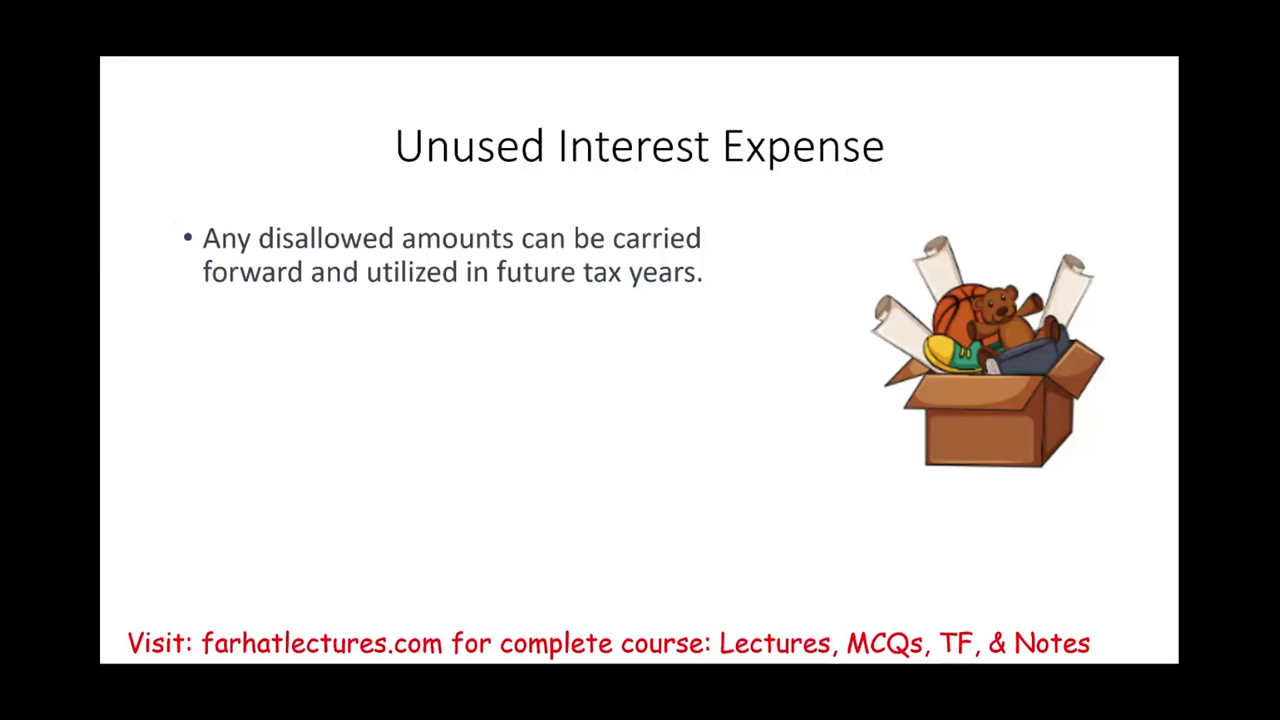 Unused Interest Expense
• Any disallowed amounts can be carried
forward and utilized in future tax years.
Visit: farhatlectures.com for complete course: Lectures, MCQs, TF, & Notes